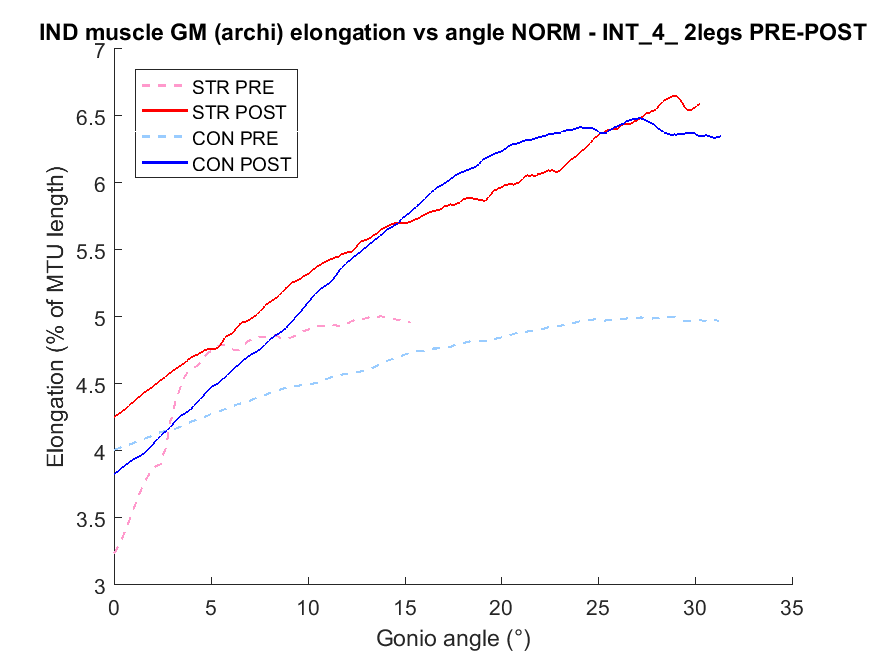 IND muscle GM (archi) elongation vs angle NORM - INT_4_ 2legs PRE-POST
7
6.5
6
5.5
5
4.5
4
3.5
3
Elongation (% of MTU length)
STR PRE
STR POST
CON PRE
CON POST
0 5 10 15 20 25 30 35
Gonio angle (°)